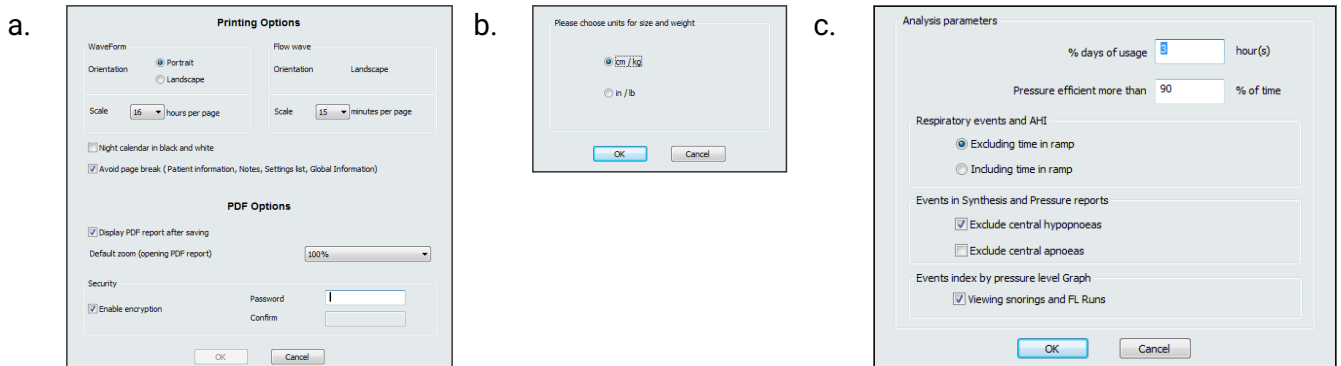 a.
Printing Options
WaveForm
Orientation
Portrait
Landscape
Scale 16 hours per page
Flow wave
Orientation Landscape
Scale 15 minutes per page
Night calendar in black and white
Avoid page break ( Patient information, Notes, Settings list, Global Information)
PDF Options
Display PDF report after saving
Default zoom (opening PDF report) 100%
Security
Enable encryption
Password
Confirm
OK Cancel
b.
Please choose units for size and weight
cm / kg
in / lb
OK Cancel
c.
Analysis parameters
% days of usage 3 hour(s)
Pressure efficient more than 90 % of time
Respiratory events and AHI
Excluding time in ramp
Including time in ramp
Events in Synthesis and Pressure reports
Exclude central hypopnoeas
Exclude central apnoeas
Events index by pressure level Graph
Viewing snorings and FL Runs
OK Cancel